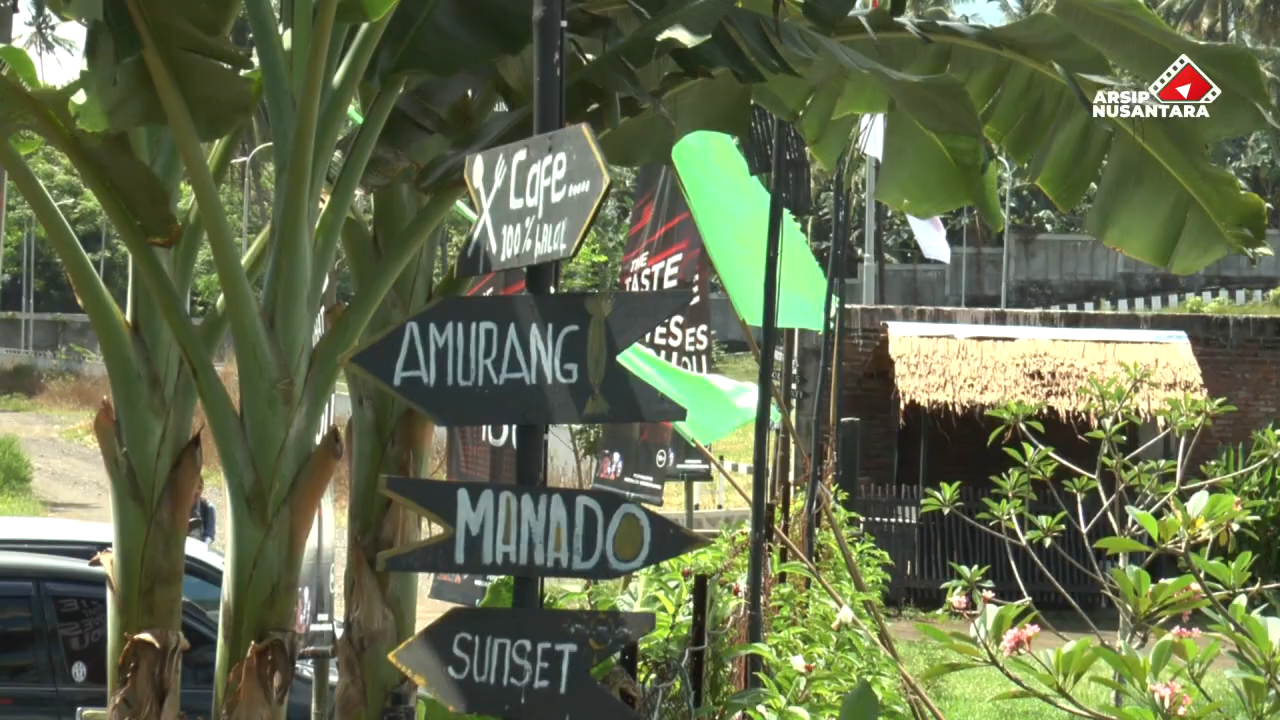 ARSIP
NUSANTARA
Cafe.....
100% HALAL
THE
TASTE
AMURANG
MANADO
SUNSET